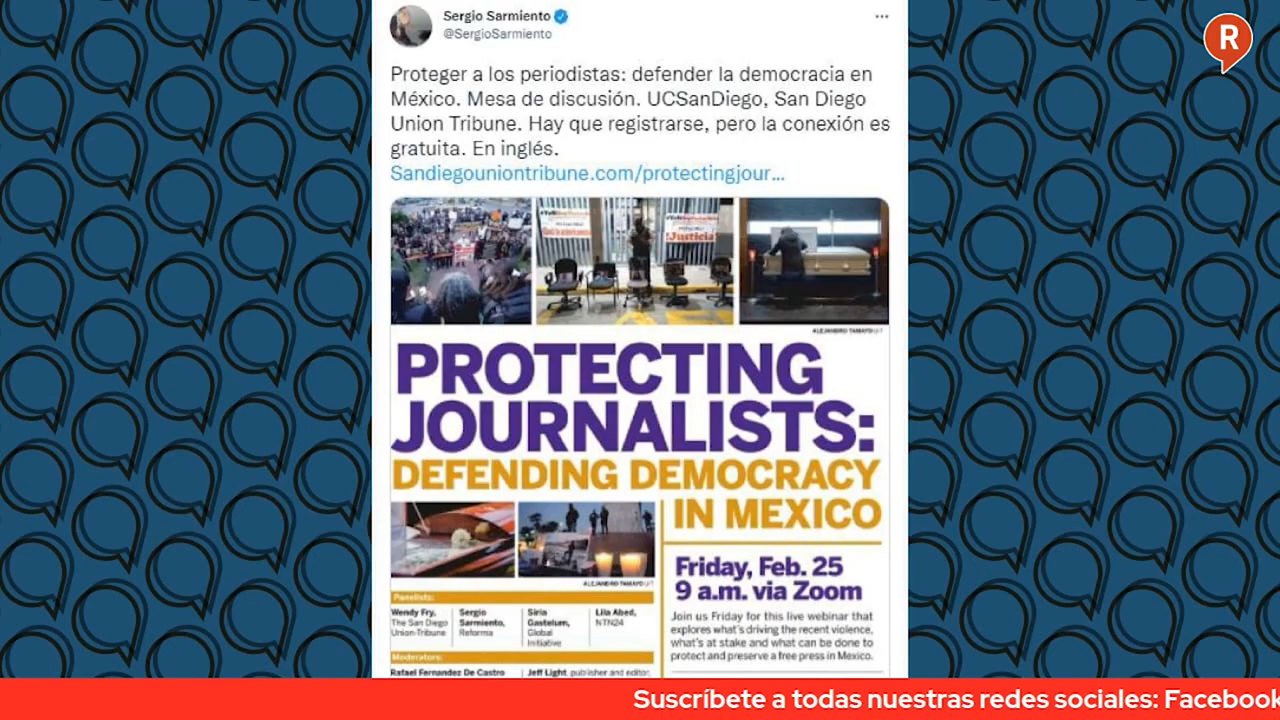 Sergio Sarmiento
@SergioSarmiento
R
Proteger a los periodistas: defender la democracia en
México. Mesa de discusión. UCSanDiego, San Diego
Union Tribune. Hay que registrarse, pero la conexión es
gratuita. En inglés.
Sandiegouniontribune.com/protectingjour...
¡Justicia!
ALEJANDRO TAMAYO U-T
PROTECTING
JOURNALISTS:
DEFENDING DEMOCRACY
IN MEXICO
ALEJANDRO TAMAYO U-T
Friday, Feb. 25
9 a.m. via Zoom
Join us Friday for this live webinar that
explores what's driving the recent violence,
what's at stake and what can be done to
protect and preserve a free press in Mexico.
Panelists:
Wendy Fry,
The San Diego
Union-Tribune
Sergio
Sarmiento,
Reforma
Siria
Gastelum,
Global
Initiative
Lila Abed,
NTN24
Moderators:
Rafael Fernandez De Castro
Jeff Light, publisher and editor,
Suscríbete a todas nuestras redes sociales: Facebook